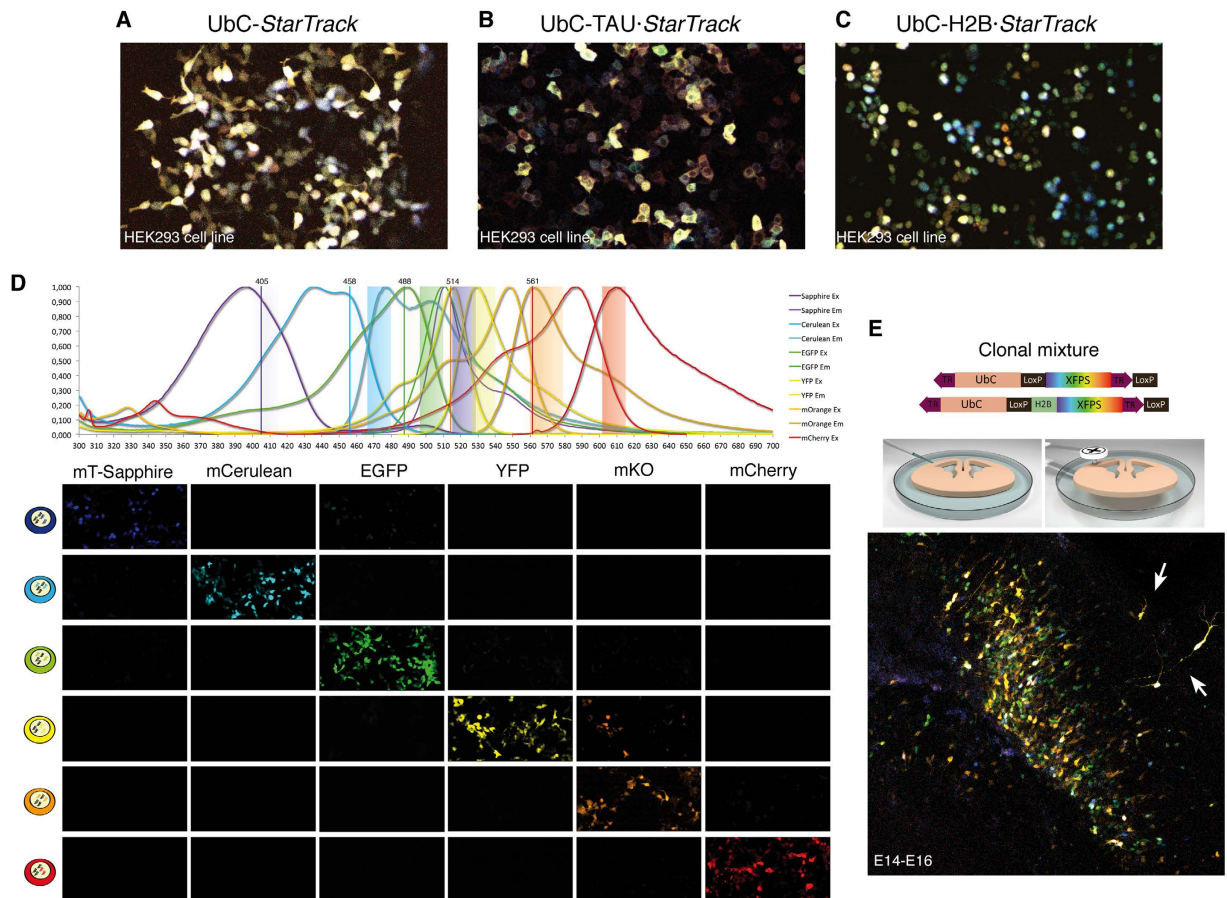 A
UbC-StarTrack
HEK293 cell line
B
UbC-TAU·StarTrack
HEK293 cell line
C
UbC-H2B·StarTrack
HEK293 cell line
D
405 458 488 514 561
1,000
0,900
0,800
0,700
0,600
0,500
0,400
0,300
0,200
0,100
0,000
300 310 320 330 340 350 360 370 380 390 400 410 420 430 440 450 460 470 480 490 500 510 520 530 540 550 560 570 580 590 600 610 620 630 640 650 660 670 680 690 700
Sapphire Ex
Sapphire Em
Cerulean Ex
Cerulean Em
EGFP Ex
EGFP Em
YFP Ex
YFP Em
mOrange Ex
mOrange Em
mCherry Ex
mT-Sapphire mCerulean EGFP YFP mKO mCherry
E
Clonal mixture
TR UbC LoxP XFPS TR LoxP
TR UbC LoxP H2B XFPS TR LoxP
E14-E16